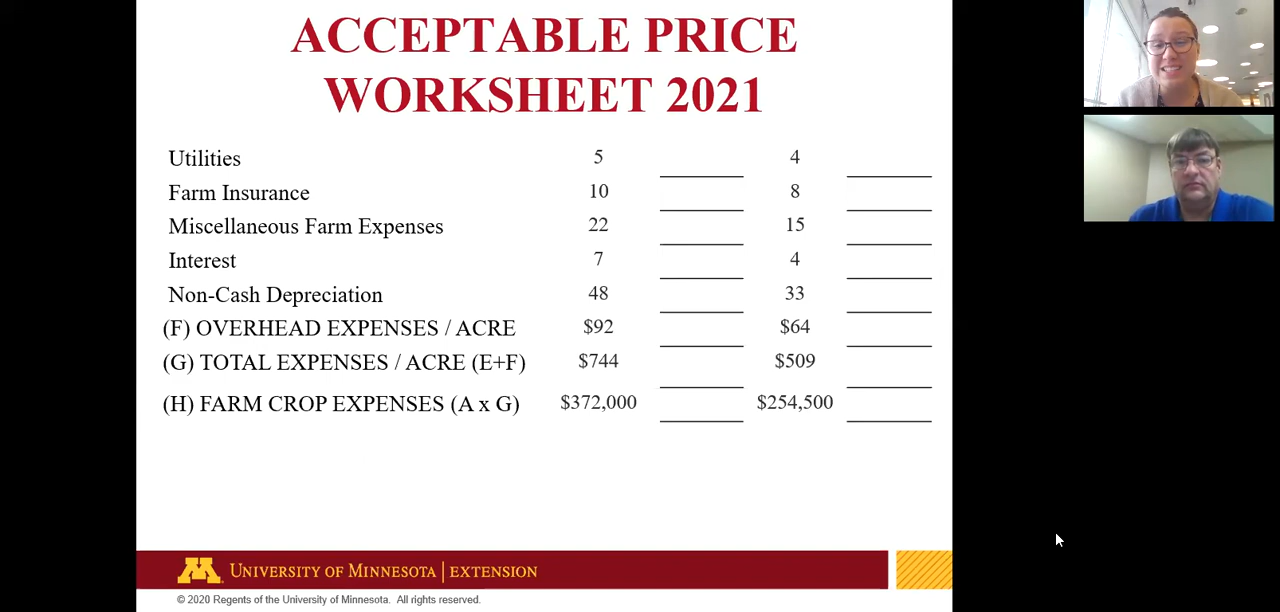 ACCEPTABLE PRICE
WORKSHEET 2021
Utilities 5 4
Farm Insurance 10 8
Miscellaneous Farm Expenses 22 15
Interest 7 4
Non-Cash Depreciation 48 33
(F) OVERHEAD EXPENSES / ACRE $92 $64
(G) TOTAL EXPENSES / ACRE (E+F) $744 $509
(H) FARM CROP EXPENSES (A x G) $372,000 $254,500
M UNIVERSITY OF MINNESOTA | EXTENSION
© 2020 Regents of the University of Minnesota. All rights reserved.